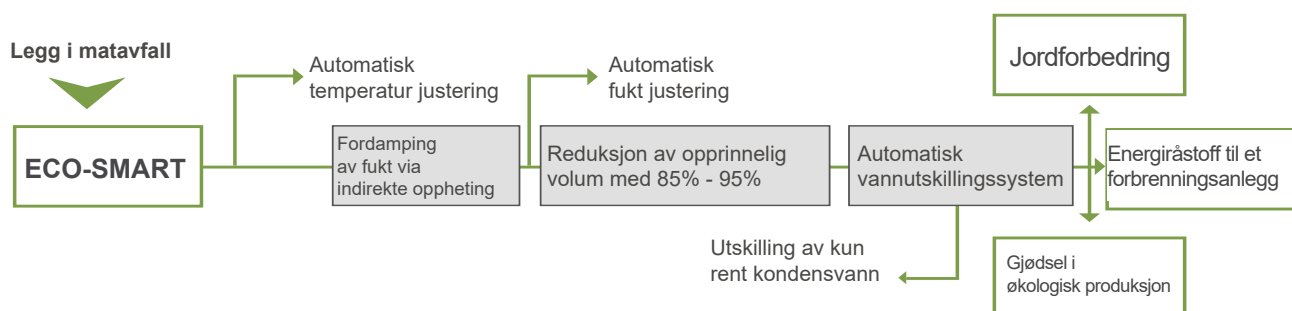 Legg i matavfall
ECO-SMART
Automatisk
temperatur justering
Fordamping
av fukt via
indirekte oppheting
Automatisk
fukt justering
Reduksjon av opprinnelig
volum med 85% - 95%
Automatisk
vannutskillingssystem
Utskilling av kun
rent kondensvann
Jordforbedring
Energiråstoff til et
forbrenningsanlegg
Gjødsel i
økologisk produksjon